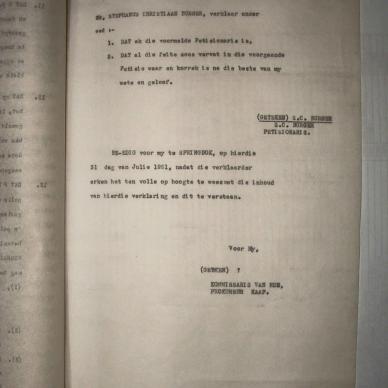 EK, STEPHANUS CHRISTIAAN BURGER, verklaar onder
eed :-
1. DAT ek die voormelde Petisionaris is,
2. DAT al die feite soos vervat in die voorgaande
Petisie waar en korrek is na die beste van my
wete en geloof.
(GETEKEN) S.C. BURGER
S.C. BURGER
PETISIONARIS.
BE-EDIG voor my te SPRINGBOK, op hierdie
31 dag van Julie 1961, nadat die verklaarder
erken het ten volle op hoogte te wees met die inhoud
van hierdie verklaring en dit te verstaan.
Voor My,
(GETEKEN) ?
KOMMISSARIS VAN EDE,
PROKUREUR KAAP.